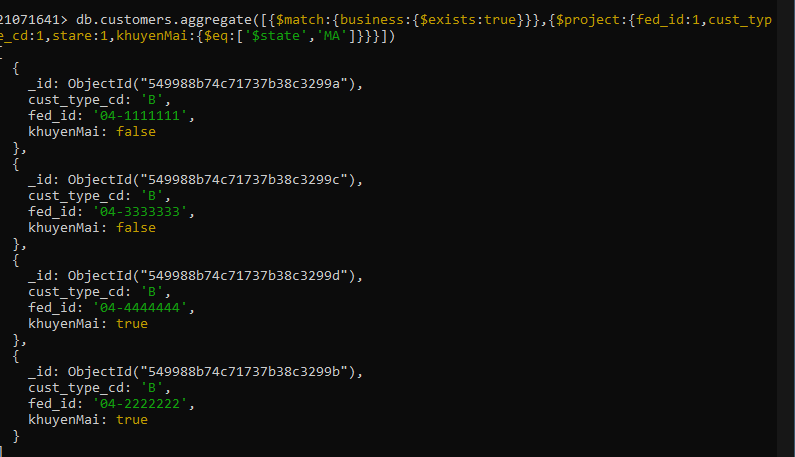 21071641> db.customers.aggregate([{$match:{business:{$exists:true}}},{$project:{fed_id:1,cust_typ
e_cd:1,stare:1,khuyenMai:{$eq:['$state','MA']}}}])
[
  {
    _id: ObjectId("549988b74c71737b38c3299a"),
    cust_type_cd: 'B',
    fed_id: '04-1111111',
    khuyenMai: false
  },
  {
    _id: ObjectId("549988b74c71737b38c3299c"),
    cust_type_cd: 'B',
    fed_id: '04-3333333',
    khuyenMai: false
  },
  {
    _id: ObjectId("549988b74c71737b38c3299d"),
    cust_type_cd: 'B',
    fed_id: '04-4444444',
    khuyenMai: true
  },
  {
    _id: ObjectId("549988b74c71737b38c3299b"),
    cust_type_cd: 'B',
    fed_id: '04-2222222',
    khuyenMai: true
  }
]